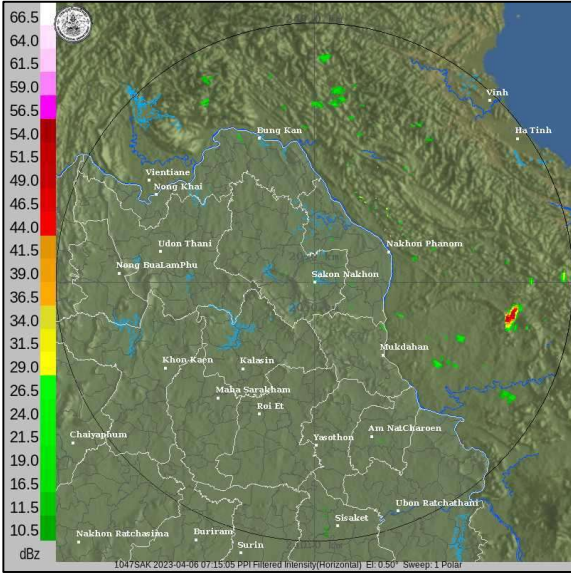 66.5
64.0
61.5
59.0
56.5
54.0
51.5
49.0
46.5
44.0
41.5
39.0
36.5
34.0
31.5
29.0
26.5
24.0
21.5
19.0
16.5
14.0
11.5
10.5
dBz
Vinh
Ha Tinh
Bung Kan
Vientiane
Nong Khai
Udon Thani
Nakhon Phanom
Nong BuaLamPhu
Sakon Nakhon
Mukdahan
Khon Kaen
Kalasin
Maha Sarakham
Roi Et
Chaiyaphum
Yasothon
Am NatCharoen
Ubon Ratchathani
Sisaket
Nakhon Ratchasima
Buriram
Surin
1047SAK 2023-04-06 07:15:05 PPI Filtered Intensity(Horizontal) El: 0.50° Sweep: 1 Polar